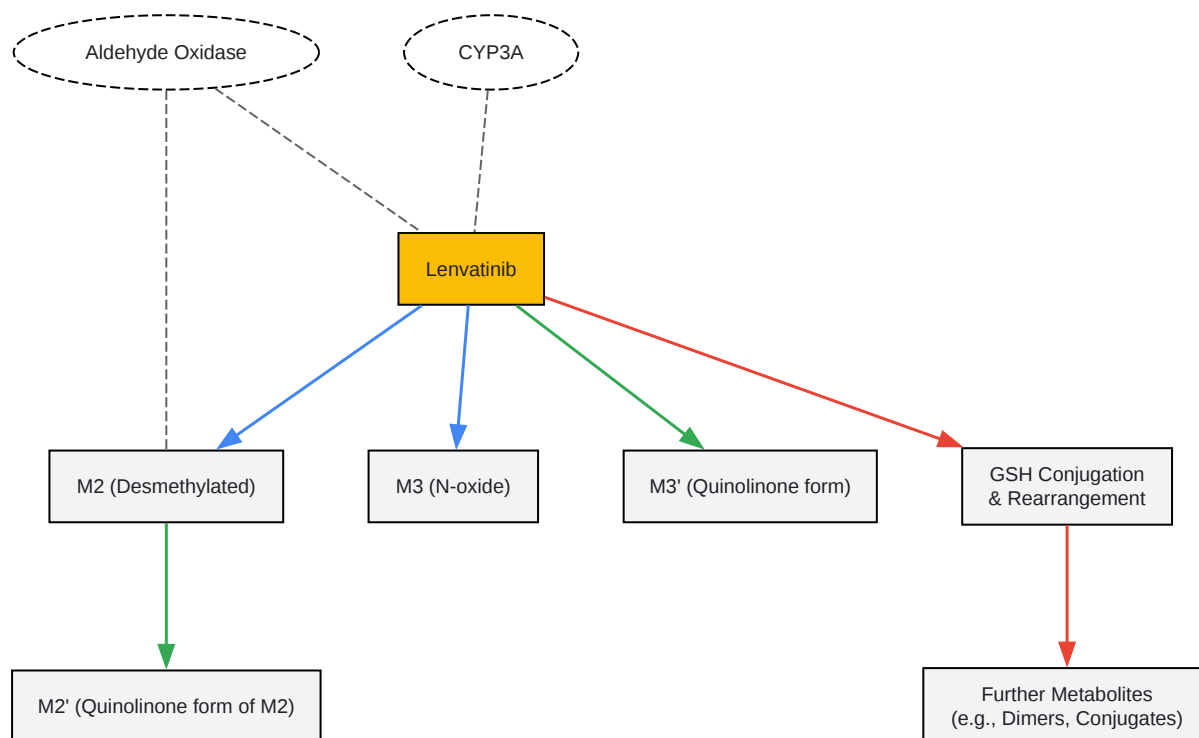 Aldehyde Oxidase
CYP3A
Lenvatinib
M2 (Desmethylated)
M3 (N-oxide)
M3' (Quinolinone form)
GSH Conjugation
& Rearrangement
M2' (Quinolinone form of M2)
Further Metabolites
(e.g., Dimers, Conjugates)